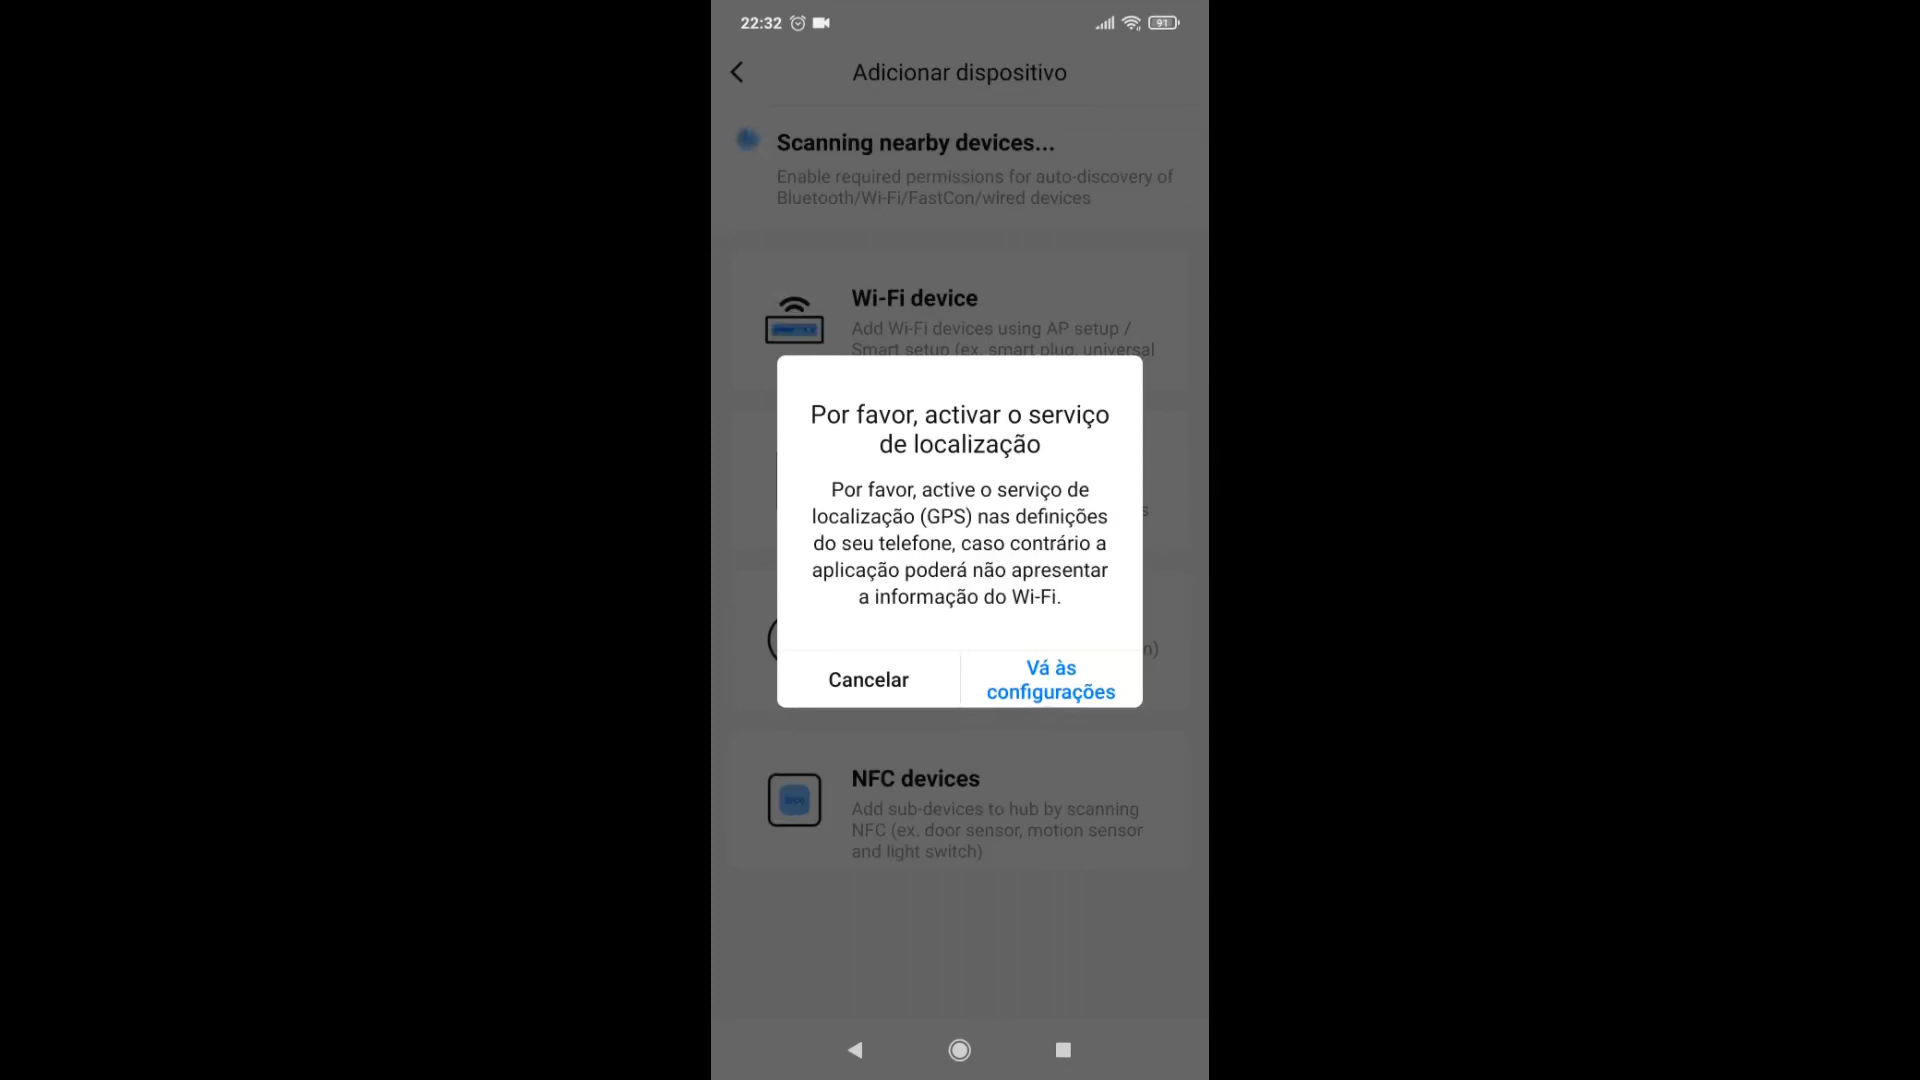 22:32
91
Adicionar dispositivo
Scanning nearby devices...
Enable required permissions for auto-discovery of
Bluetooth/Wi-Fi/FastCon/wired devices
Wi-Fi device
Add Wi-Fi devices using AP setup /
Smart setup (ex. smart plug, universal
Por favor, activar o serviço
de localização
Por favor, active o serviço de
localização (GPS) nas definições
do seu telefone, caso contrário a
aplicação poderá não apresentar
a informação do Wi-Fi.
s
n)
Cancelar
Vá às
configurações
NFC devices
Add sub-devices to hub by scanning
NFC (ex. door sensor, motion sensor
and light switch)